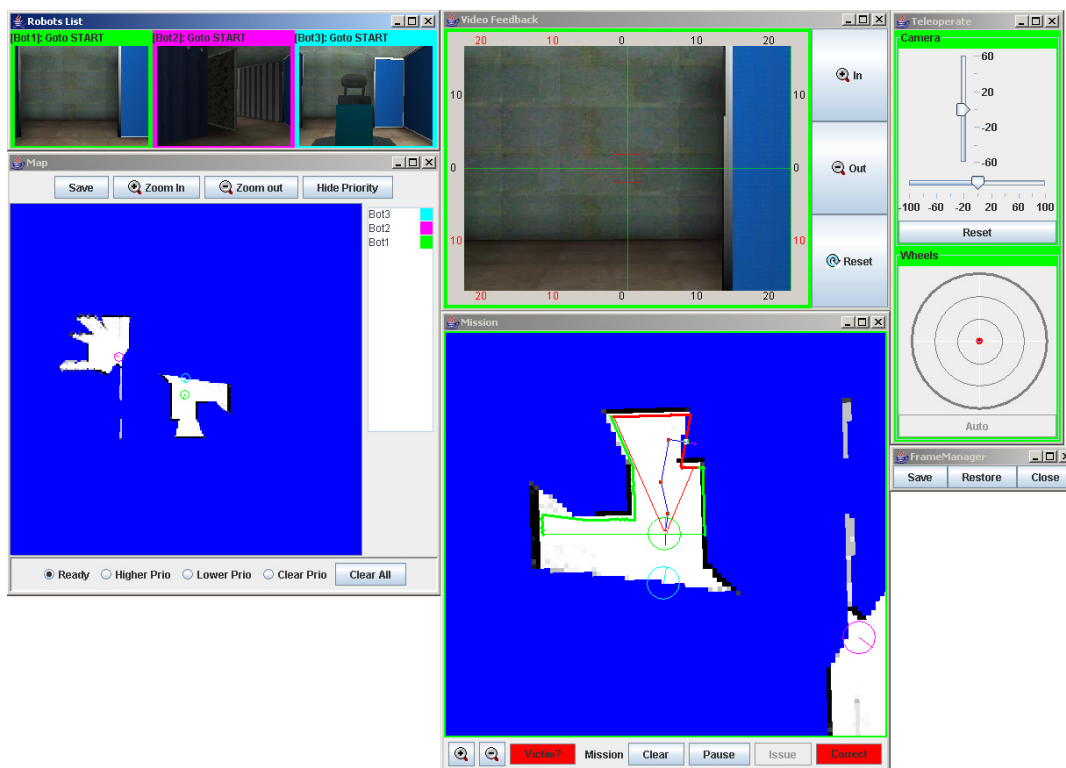 Robots List
[Bot1]: Goto START
[Bot2]: Goto START
[Bot3]: Goto START
Map
Save
Zoom In
Zoom out
Hide Priority
Bot3
Bot2
Bot1
Ready
Higher Prio
Lower Prio
Clear Prio
Clear All
Video Feedback
20 10 0 10 20
10 10
0 0
10 10
20 10 0 10 20
In
Out
Reset
Mission
Victim?
Mission
Clear
Pause
Issue
Correct
Teleoperate
Camera
60
20
-20
-60
-100 -60 -20 20 60 100
Reset
Wheels
Auto
FrameManager
Save
Restore
Close